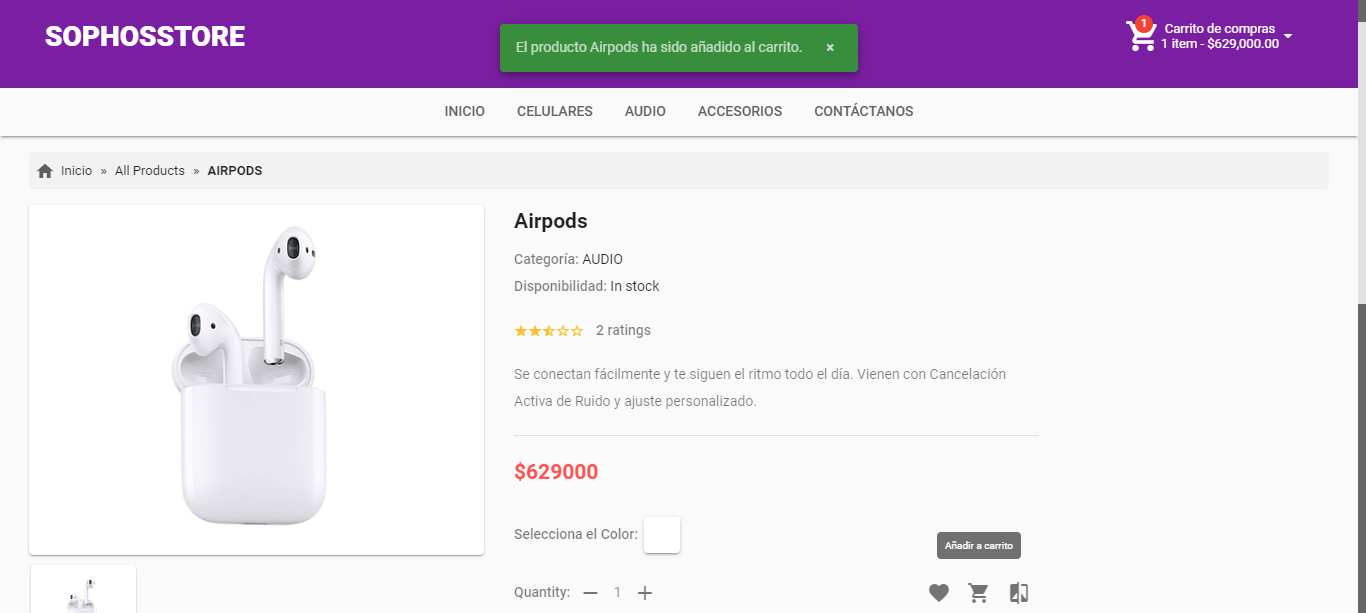 SOPHOSSTORE
El producto Airpods ha sido añadido al carrito. ×
1
Carrito de compras
1 item - $629,000.00
INICIO CELULARES AUDIO ACCESORIOS CONTÁCTANOS
Inicio » All Products » AIRPODS
Airpods
Categoría: AUDIO
Disponibilidad: In stock
2 ratings
Se conectan fácilmente y te siguen el ritmo todo el día. Vienen con Cancelación
Activa de Ruido y ajuste personalizado.
$629000
Selecciona el Color:
Añadir a carrito
Quantity: — 1 +